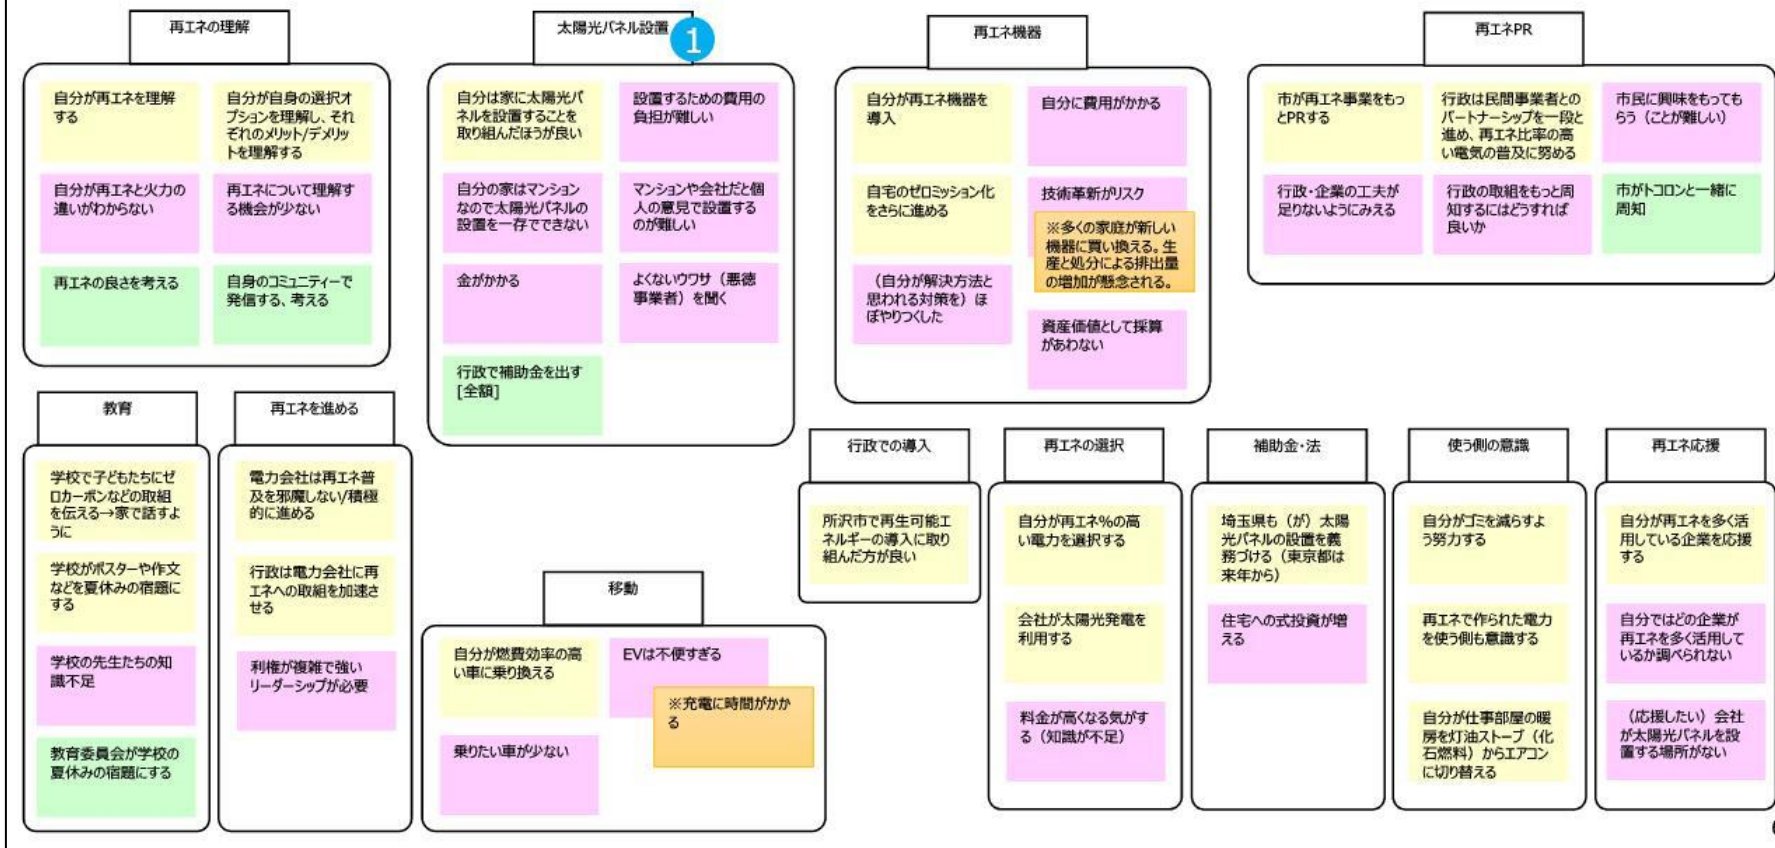 再エネの理解
自分が再エネを理解
する
自分が自身の選択オ
プションを理解し、それ
ぞれのメリット/デメリッ
トを理解する
自分が再エネと火力の
違いがわからない
再エネについて理解す
る機会が少ない
再エネの良さを考える
自身のコミュニティーで
発信する、考える
太陽光パネル設置
1
自分は家に太陽光パ
ネルを設置することを
取り組んだほうが良い
設置するための費用の
負担が難しい
自分の家はマンション
なので太陽光パネルの
設置を一存でできない
マンションや会社だと個
人の意見で設置する
のが難しい
金がかかる
よくないウワサ（悪徳
事業者）を聞く
行政で補助金を出す
[全額]
再エネ機器
自分が再エネ機器を
導入
自分に費用がかかる
自宅のゼロミッション化
をさらに進める
技術革新がリスク
※多くの家庭が新しい
機器に買い換える。生
産と処分による排出量
の増加が懸念される。
（自分が解決方法と
思われる対策を）ほ
ぼやりつくした
資産価値として採算
があわない
再エネPR
市が再エネ事業をもっ
とPRする
行政は民間事業者との
パートナーシップを一段と
進め、再エネ比率の高
い電気の普及に努める
市民に興味をもっても
らう（ことが難しい）
行政・企業の工夫が
足りないようにみえる
行政の取組をもっと周
知するにはどうすれば
良いか
市がトコロンと一緒に
周知
教育
学校で子どもたちにゼ
ロカーボンなどの取組
を伝える→家で話すよ
うに
学校がポスターや作文
などを夏休みの宿題に
する
学校の先生たちの知
識不足
教育委員会が学校の
夏休みの宿題にする
再エネを進める
電力会社は再エネ普
及を邪魔しない/積極
的に進める
行政は電力会社に再
エネへの取組を加速さ
せる
利権が複雑で強い
リーダーシップが必要
移動
自分が燃費効率の高
い車に乗り換える
EVは不便すぎる
※充電に時間がかか
る
乗りたい車が少ない
行政での導入
所沢市で再生可能エ
ネルギーの導入に取り
組んだ方が良い
再エネの選択
自分が再エネ%の高
い電力を選択する
会社が太陽光発電を
利用する
料金が高くなる気がす
る（知識が不足）
補助金・法
埼玉県も（が）太陽
光パネルの設置を義
務づける（東京都は
来年から）
住宅への式投資が増
える
使う側の意識
自分がゴミを減らすよ
う努力する
再エネで作られた電力
を使う側も意識する
自分が仕事部屋の暖
房を灯油ストーブ（化
石燃料）からエアコン
に切り替える
再エネ応援
自分が再エネを多く活
用している企業を応援
する
自分ではどの企業が
再エネを多く活用して
いるか調べられない
（応援したい）会社
が太陽光パネルを設
置する場所がない